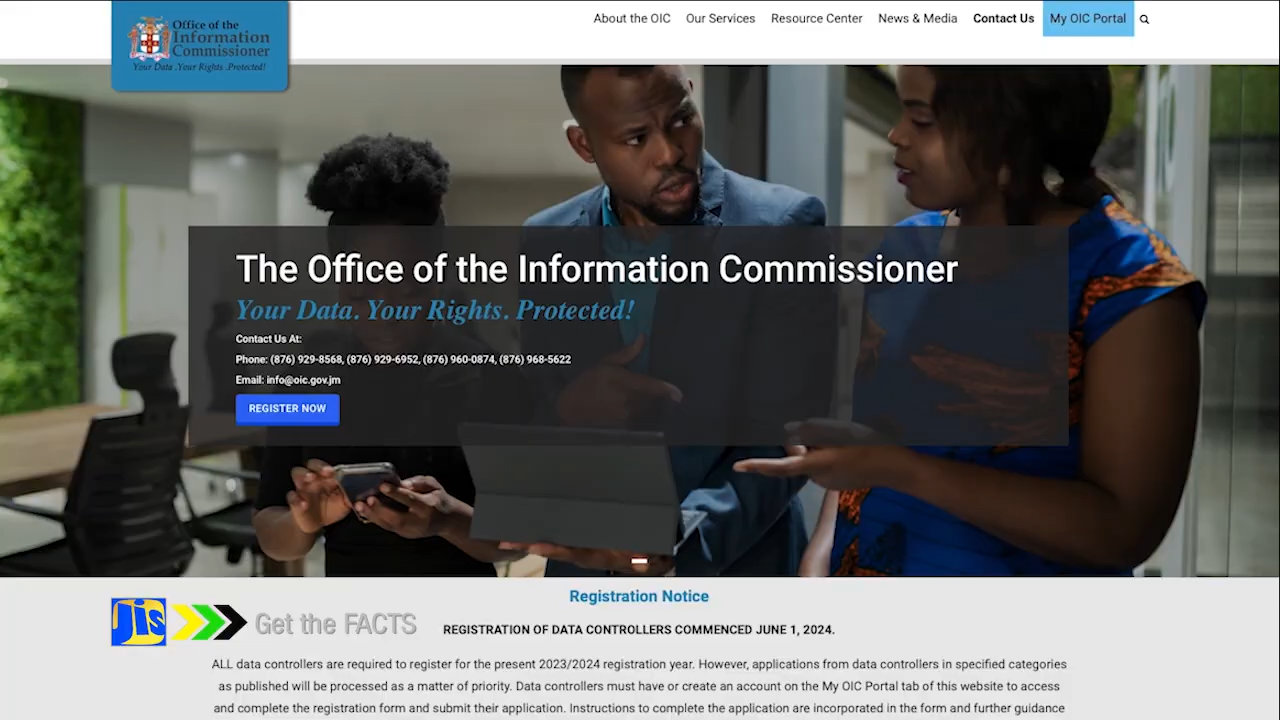 Office of the
Information
Commissioner
Your Data .Your Rights .Protected!
About the OIC Our Services Resource Center News & Media Contact Us My OIC Portal
The Office of the Information Commissioner
Your Data. Your Rights. Protected!
Contact Us At:
Phone: (876) 929-8568, (876) 929-6952, (876) 960-0874, (876) 968-5622
Email: info@oic.gov.jm
REGISTER NOW
Registration Notice
Jis Get the FACTS
REGISTRATION OF DATA CONTROLLERS COMMENCED JUNE 1, 2024.
ALL data controllers are required to register for the present 2023/2024 registration year. However, applications from data controllers in specified categories
as published will be processed as a matter of priority. Data controllers must have or create an account on the My OIC Portal tab of this website to access
and complete the registration form and submit their application. Instructions to complete the application are incorporated in the form and further guidance